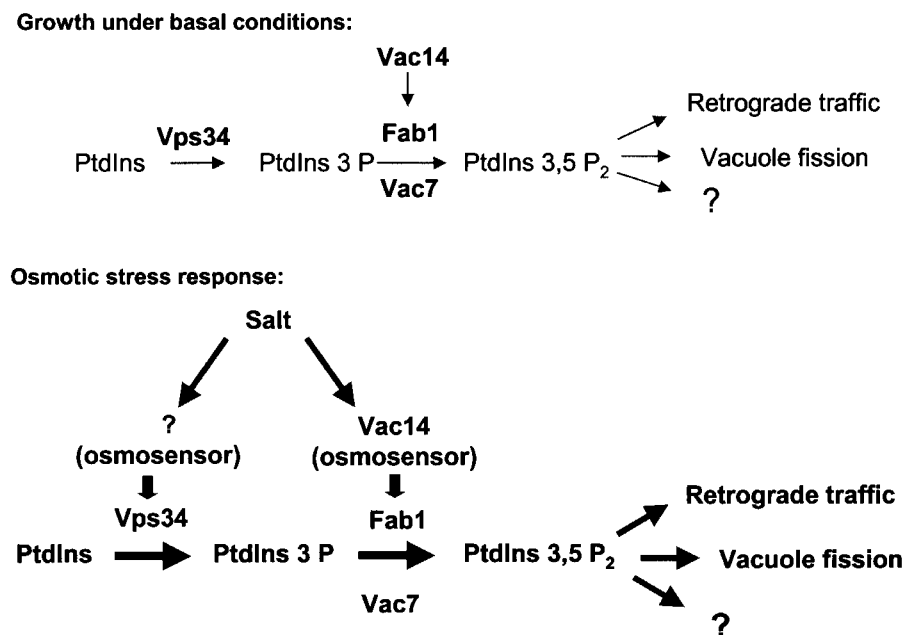 Growth under basal conditions:
Vac14
Retrograde traffic
Vps34
Fab1
PtdIns
PtdIns 3 P
PtdIns 3,5 P₂
Vacuole fission
Vac7
?
Osmotic stress response:
Salt
?
Vac14
(osmosensor)
(osmosensor)
Retrograde traffic
Vps34
Fab1
PtdIns
PtdIns 3 P
PtdIns 3,5 P₂
Vacuole fission
Vac7
?